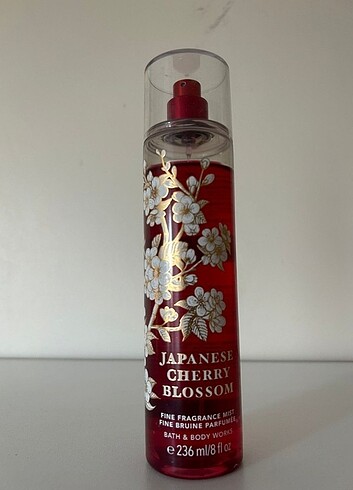 JAPANESE
CHERRY
BLOSSOM
FINE FRAGRANCE MIST
FINE BRUINE PARFUMÉE
BATH & BODY WORKS
e 236 ml/8 fl oz